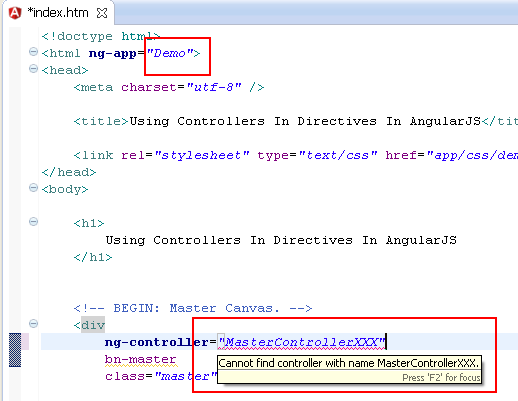 *index.htm
<!doctype html>
<html ng-app="Demo">
<head>
<meta charset="utf-8" />
<title>Using Controllers In Directives In AngularJS</tit
<link rel="stylesheet" type="text/css" href="app/css/dem
</head>
<body>
<h1>
Using Controllers In Directives In AngularJS
</h1>
<!-- BEGIN: Master Canvas. -->
<div
ng-controller="MasterControllerXXX"
bn-master
Cannot find controller with name MasterControllerXXX.
class="master"
Press 'F2' for focus